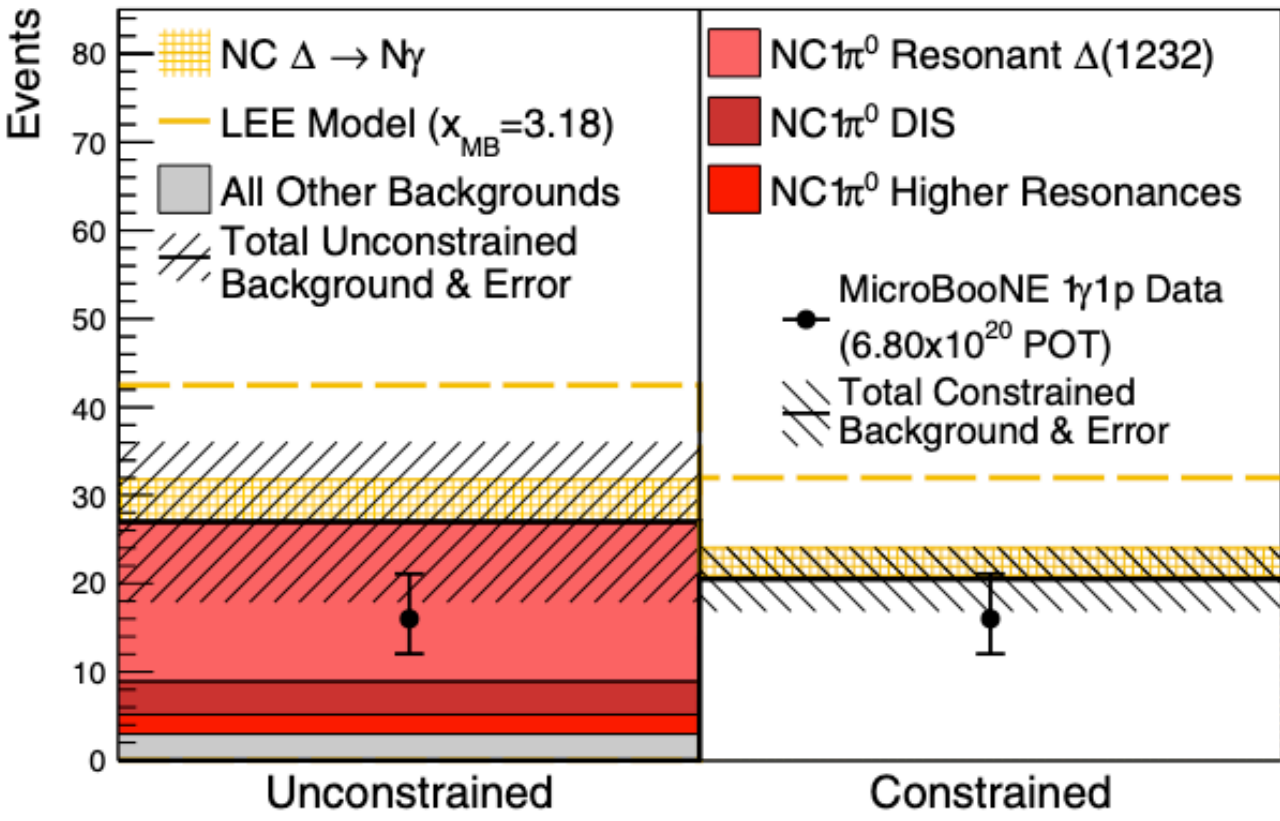 Events
80
70
60
50
40
30
20
10
0
NC Δ → Nγ
LEE Model (x_MB=3.18)
All Other Backgrounds
Total Unconstrained
Background & Error
NC1π⁰ Resonant Δ(1232)
NC1π⁰ DIS
NC1π⁰ Higher Resonances
MicroBooNE 1γ1p Data
(6.80x10²⁰ POT)
Total Constrained
Background & Error
Unconstrained
Constrained